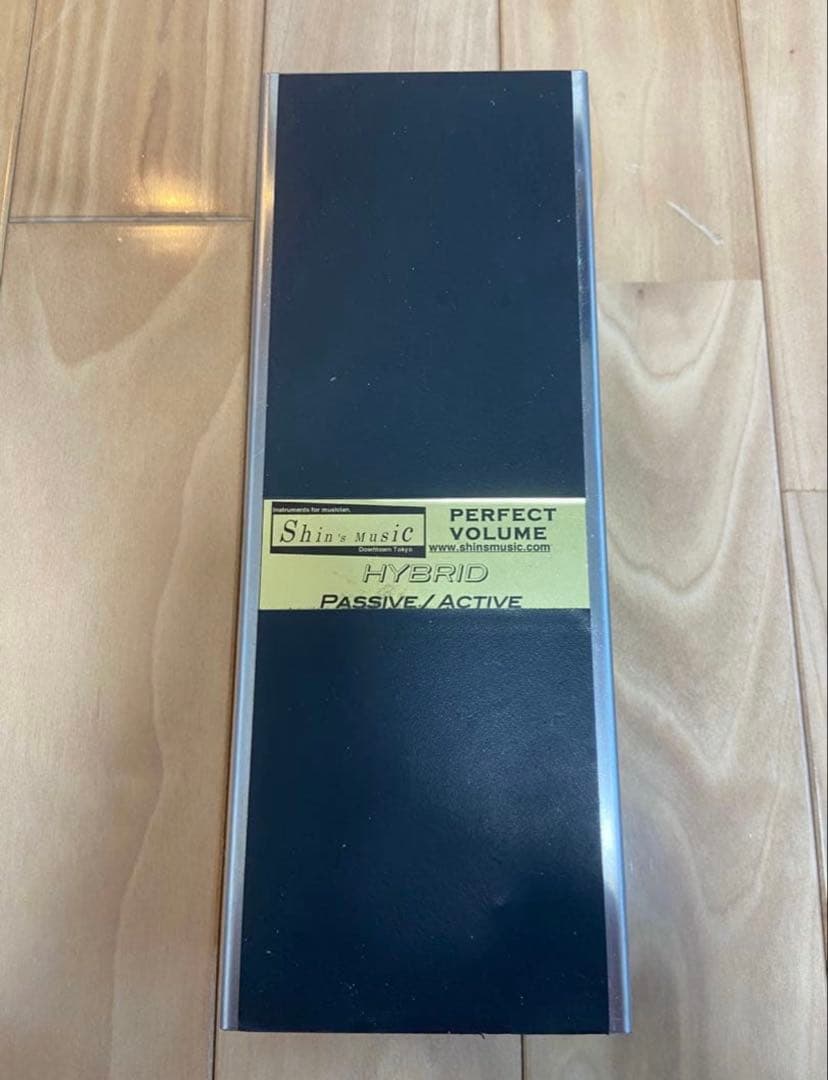 Instruments for musician.
Shin's Music
Downtown Tokyo
PERFECT
VOLUME
www.shinsmusic.com
HYBRID
PASSIVE/ACTIVE